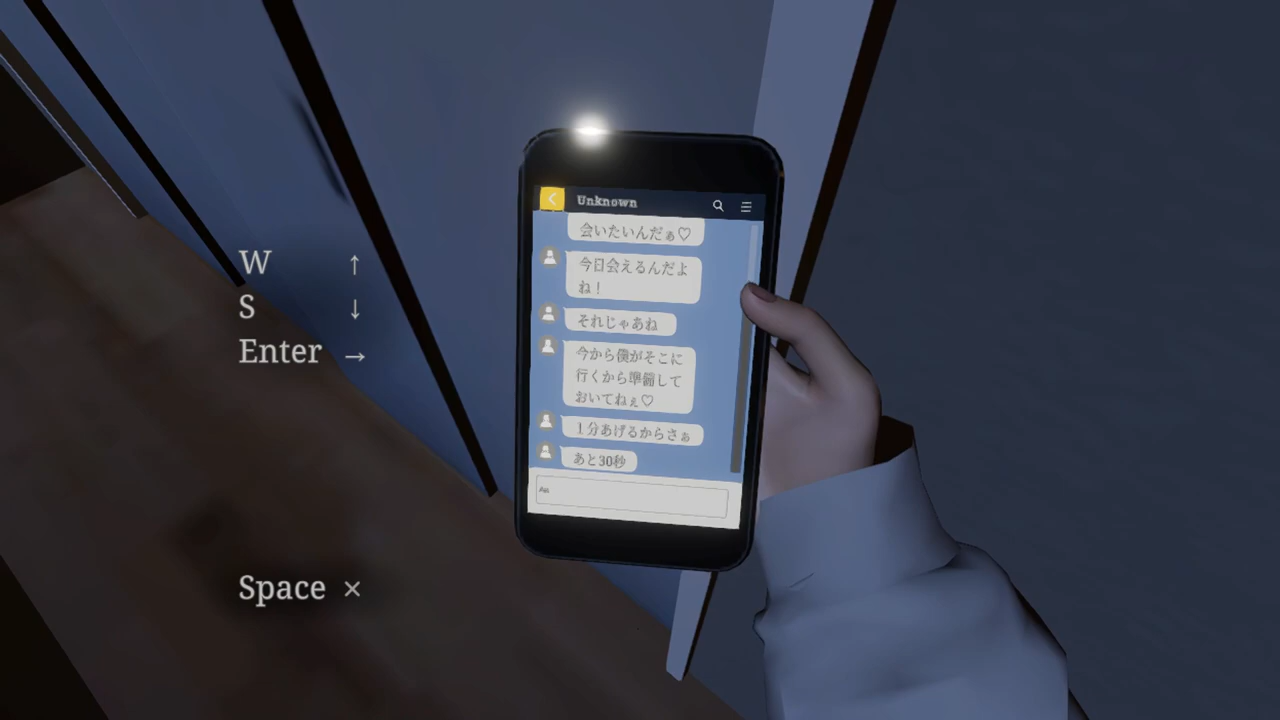 Unknown
会いたいんだぁ♡
今日会えるんだよ
ね！
それじゃあね
今から僕がそこに
行くから準備して
おいてねぇ♡
1分あげるからさぁ
あと30秒
Aa
W ↑
S ↓
Enter →
Space ×